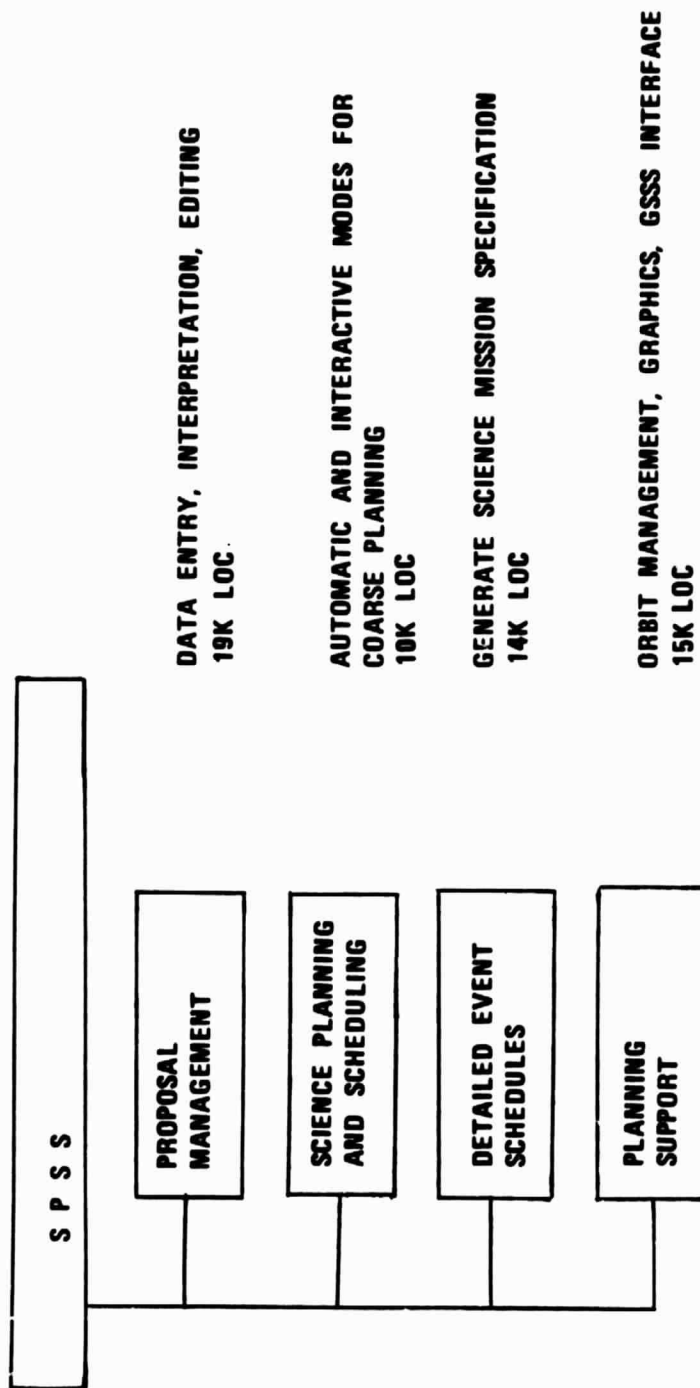 S P S S
PROPOSAL
MANAGEMENT
DATA ENTRY, INTERPRETATION, EDITING
19K LOC
SCIENCE PLANNING
AND SCHEDULING
AUTOMATIC AND INTERACTIVE MODES FOR
COARSE PLANNING
10K LOC
DETAILED EVENT
SCHEDULES
GENERATE SCIENCE MISSION SPECIFICATION
14K LOC
PLANNING
SUPPORT
ORBIT MANAGEMENT, GRAPHICS, GSSS INTERFACE
15K LOC